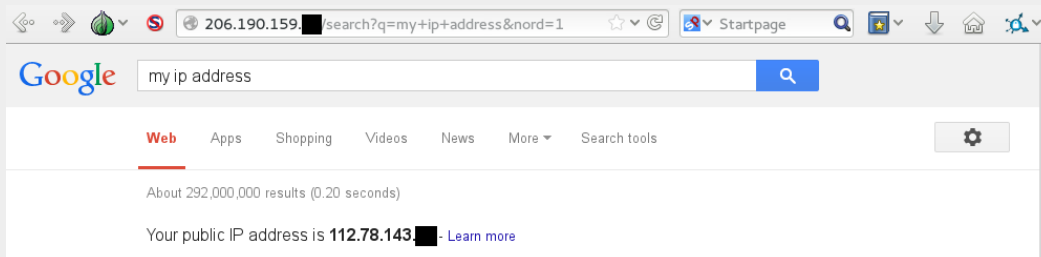 206.190.159. /search?q=my+ip+address&nord=1 Startpage
Google my ip address
Web Apps Shopping Videos News More Search tools
About 292,000,000 results (0.20 seconds)
Your public IP address is 112.78.143. - Learn more